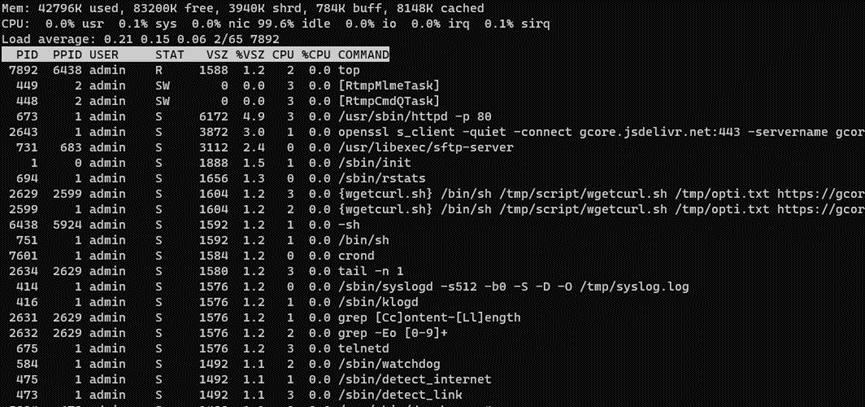 Mem: 42796K used, 83200K free, 3940K shrd, 784K buff, 8148K cached
CPU:  0.0% usr  0.1% sys  0.0% nic 99.6% idle  0.0% io  0.0% irq  0.1% sirq
Load average: 0.21 0.15 0.06 2/65 7892
  PID  PPID USER     STAT   VSZ %VSZ CPU %CPU COMMAND
 7892  6438 admin    R     1588  1.2   2  0.0 top
  449     2 admin    SW       0  0.0   3  0.0 [RtmpMlmeTask]
  448     2 admin    SW       0  0.0   3  0.0 [RtmpCmdQTask]
  673     1 admin    S     6172  4.9   3  0.0 /usr/sbin/httpd -p 80
 2643     1 admin    S     3872  3.0   1  0.0 openssl s_client -quiet -connect gcore.jsdelivr.net:443 -servername gcor
  731   683 admin    S     3112  2.4   0  0.0 /usr/libexec/sftp-server
    1     0 admin    S     1888  1.5   1  0.0 /sbin/init
  694     1 admin    S     1656  1.3   0  0.0 /sbin/rstats
 2629  2599 admin    S     1604  1.2   3  0.0 {wgetcurl.sh} /bin/sh /tmp/script/wgetcurl.sh /tmp/opti.txt https://gcor
 2599     1 admin    S     1604  1.2   2  0.0 {wgetcurl.sh} /bin/sh /tmp/script/wgetcurl.sh /tmp/opti.txt https://gcor
 6438  5924 admin    S     1592  1.2   1  0.0 -sh
  751     1 admin    S     1592  1.2   1  0.0 /bin/sh
 7601     1 admin    S     1584  1.2   0  0.0 crond
 2634  2629 admin    S     1580  1.2   3  0.0 tail -n 1
  414     1 admin    S     1576  1.2   0  0.0 /sbin/syslogd -s512 -b0 -S -D -O /tmp/syslog.log
  416     1 admin    S     1576  1.2   1  0.0 /sbin/klogd
 2631  2629 admin    S     1576  1.2   1  0.0 grep [Cc]ontent-[Ll]ength
 2632  2629 admin    S     1576  1.2   2  0.0 grep -Eo [0-9]+
  675     1 admin    S     1576  1.2   3  0.0 telnetd
  584     1 admin    S     1492  1.1   2  0.0 /sbin/watchdog
  475     1 admin    S     1492  1.1   1  0.0 /sbin/detect_internet
  473     1 admin    S     1492  1.1   3  0.0 /sbin/detect_link